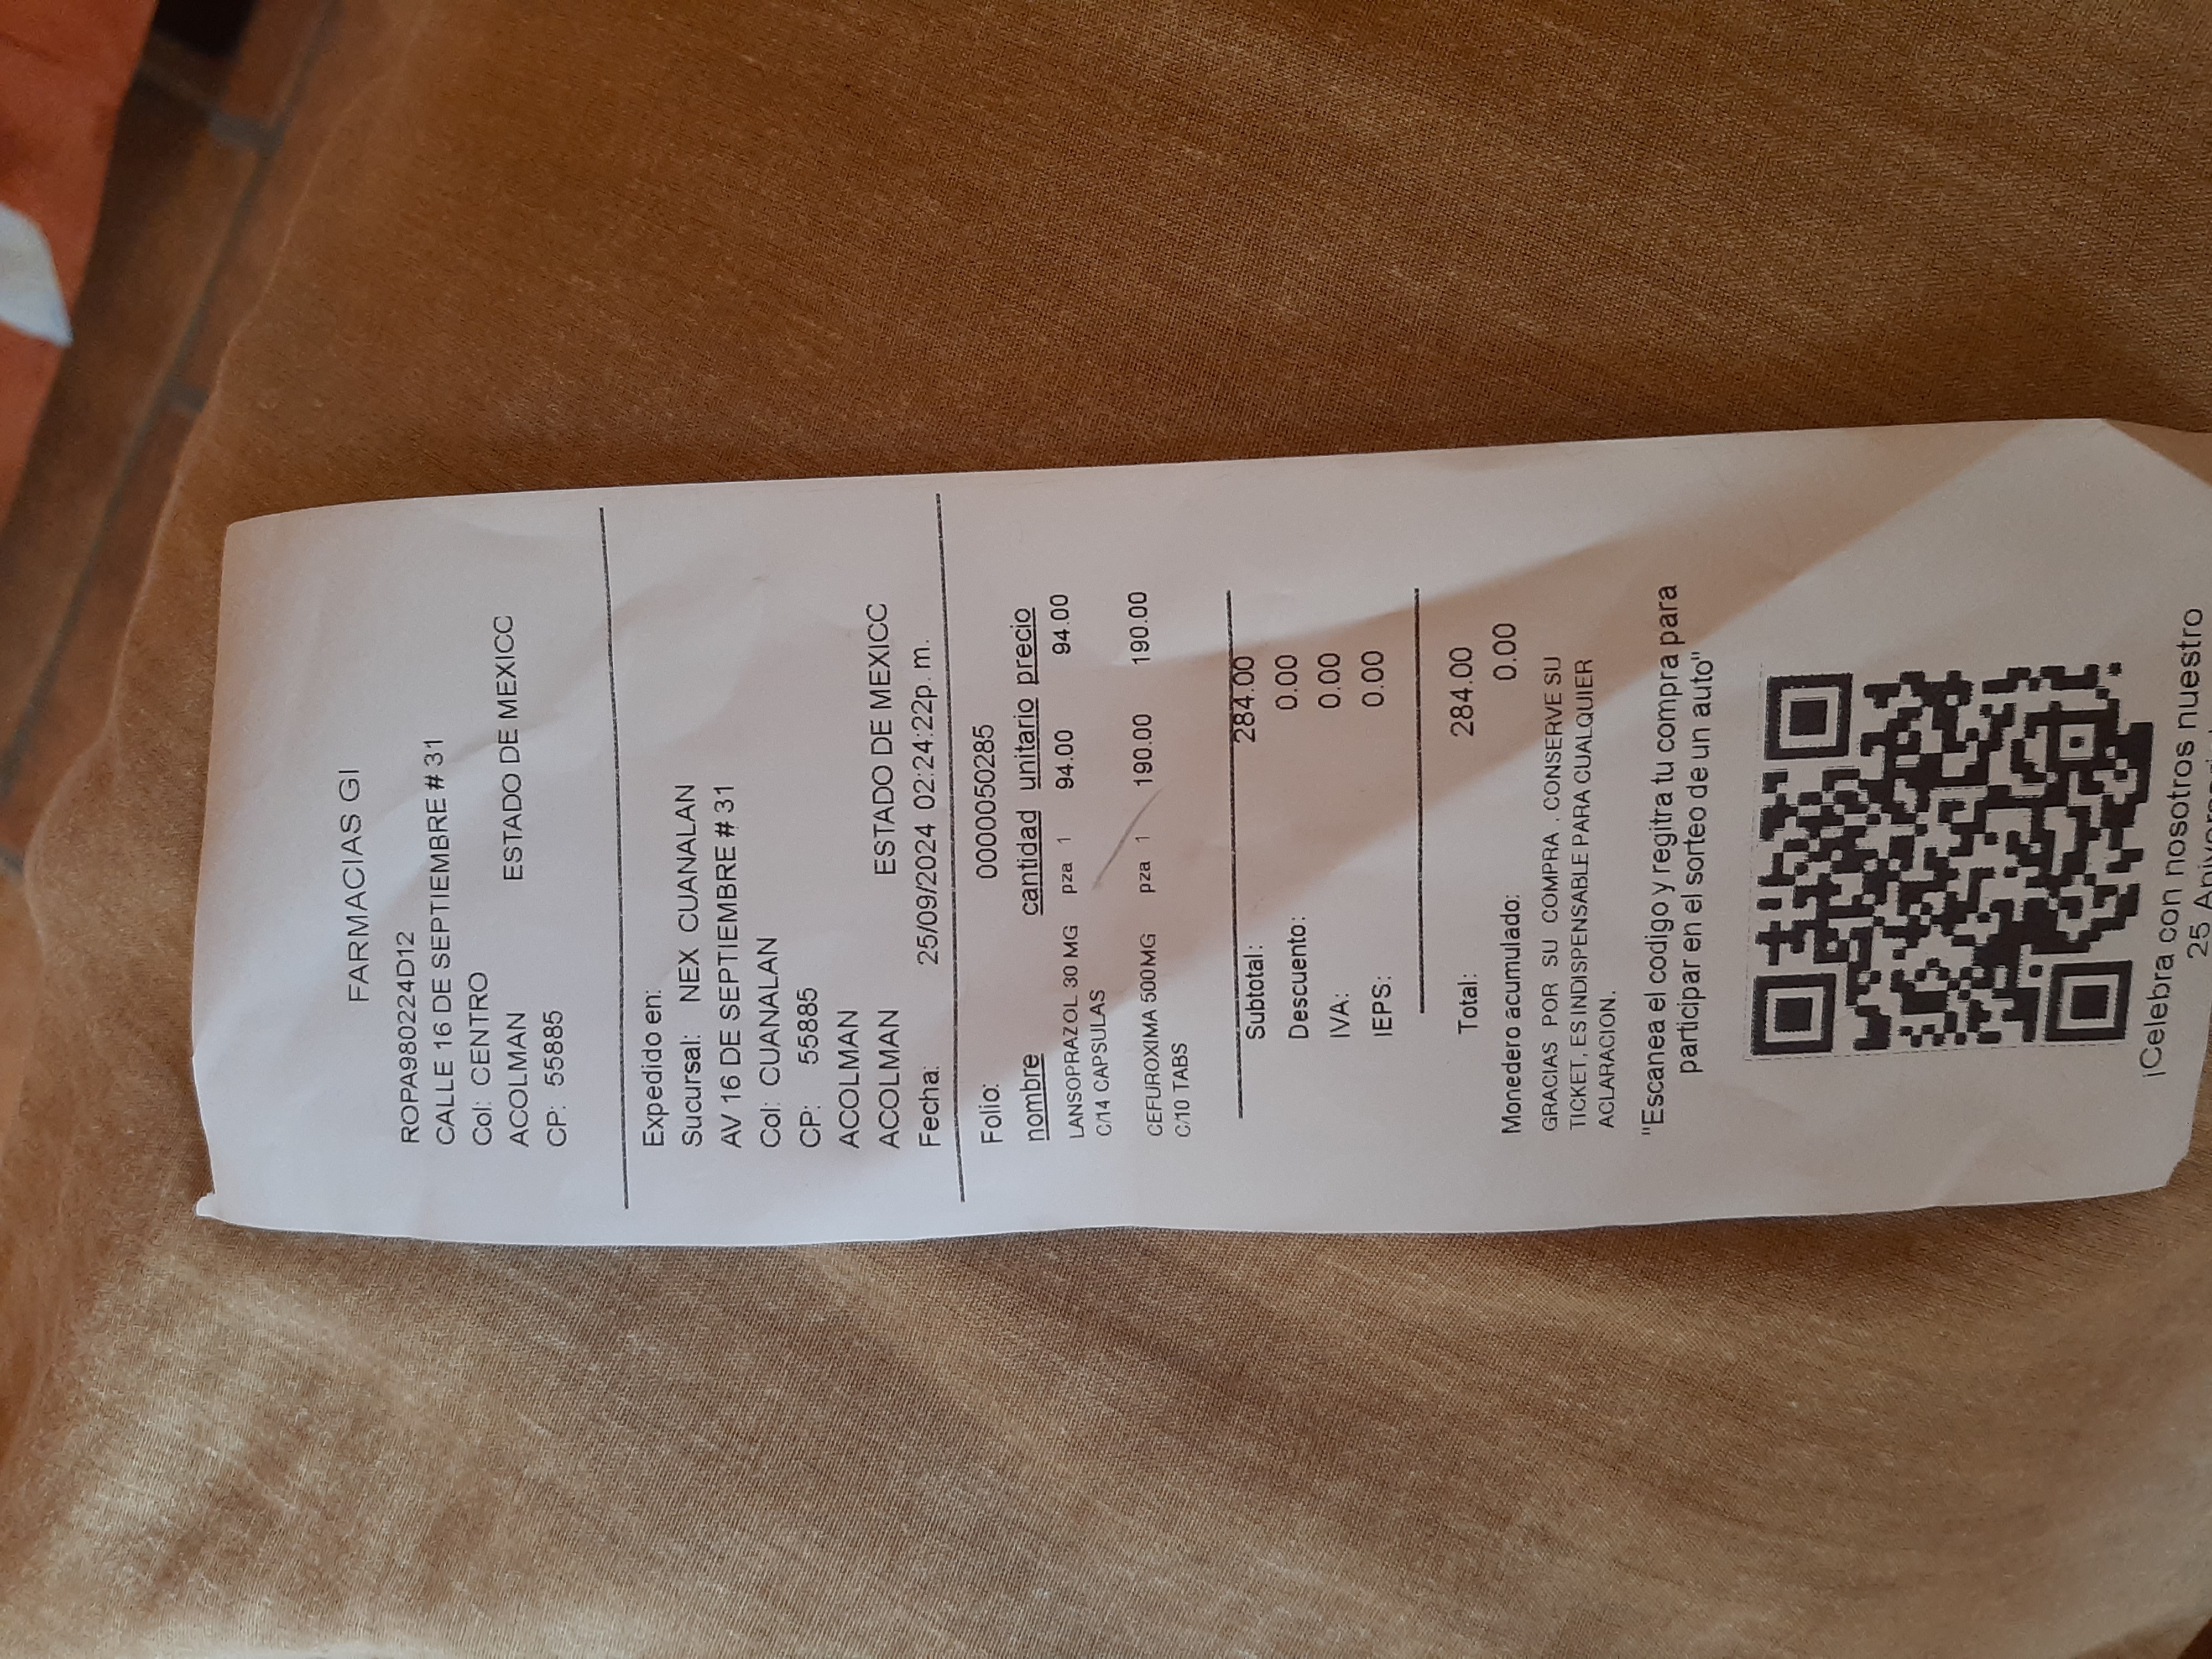 FARMACIAS GI
ROPA980224D12
CALLE 16 DE SEPTIEMBRE # 31
Col: CENTRO
ACOLMAN ESTADO DE MEXICC
CP: 55885
Expedido en:
Sucursal: NEX CUANALAN
AV 16 DE SEPTIEMBRE # 31
Col: CUANALAN
CP: 55885
ACOLMAN
ACOLMAN ESTADO DE MEXICC
Fecha: 25/09/2024 02:24:22p. m.
Folio: 0000050285
nombre cantidad unitario precio
LANSOPRAZOL 30 MG pza 1 94.00 94.00
C/14 CAPSULAS
CEFUROXIMA 500MG pza 1 190.00 190.00
C/10 TABS
Subtotal: 284.00
Descuento: 0.00
IVA: 0.00
IEPS: 0.00
Total: 284.00
Monedero acumulado: 0.00
GRACIAS POR SU COMPRA . CONSERVE SU
TICKET, ES INDISPENSABLE PARA CUALQUIER
ACLARACION.
"Escanea el codigo y regitra tu compra para
participar en el sorteo de un auto"
¡Celebra con nosotros nuestro
25